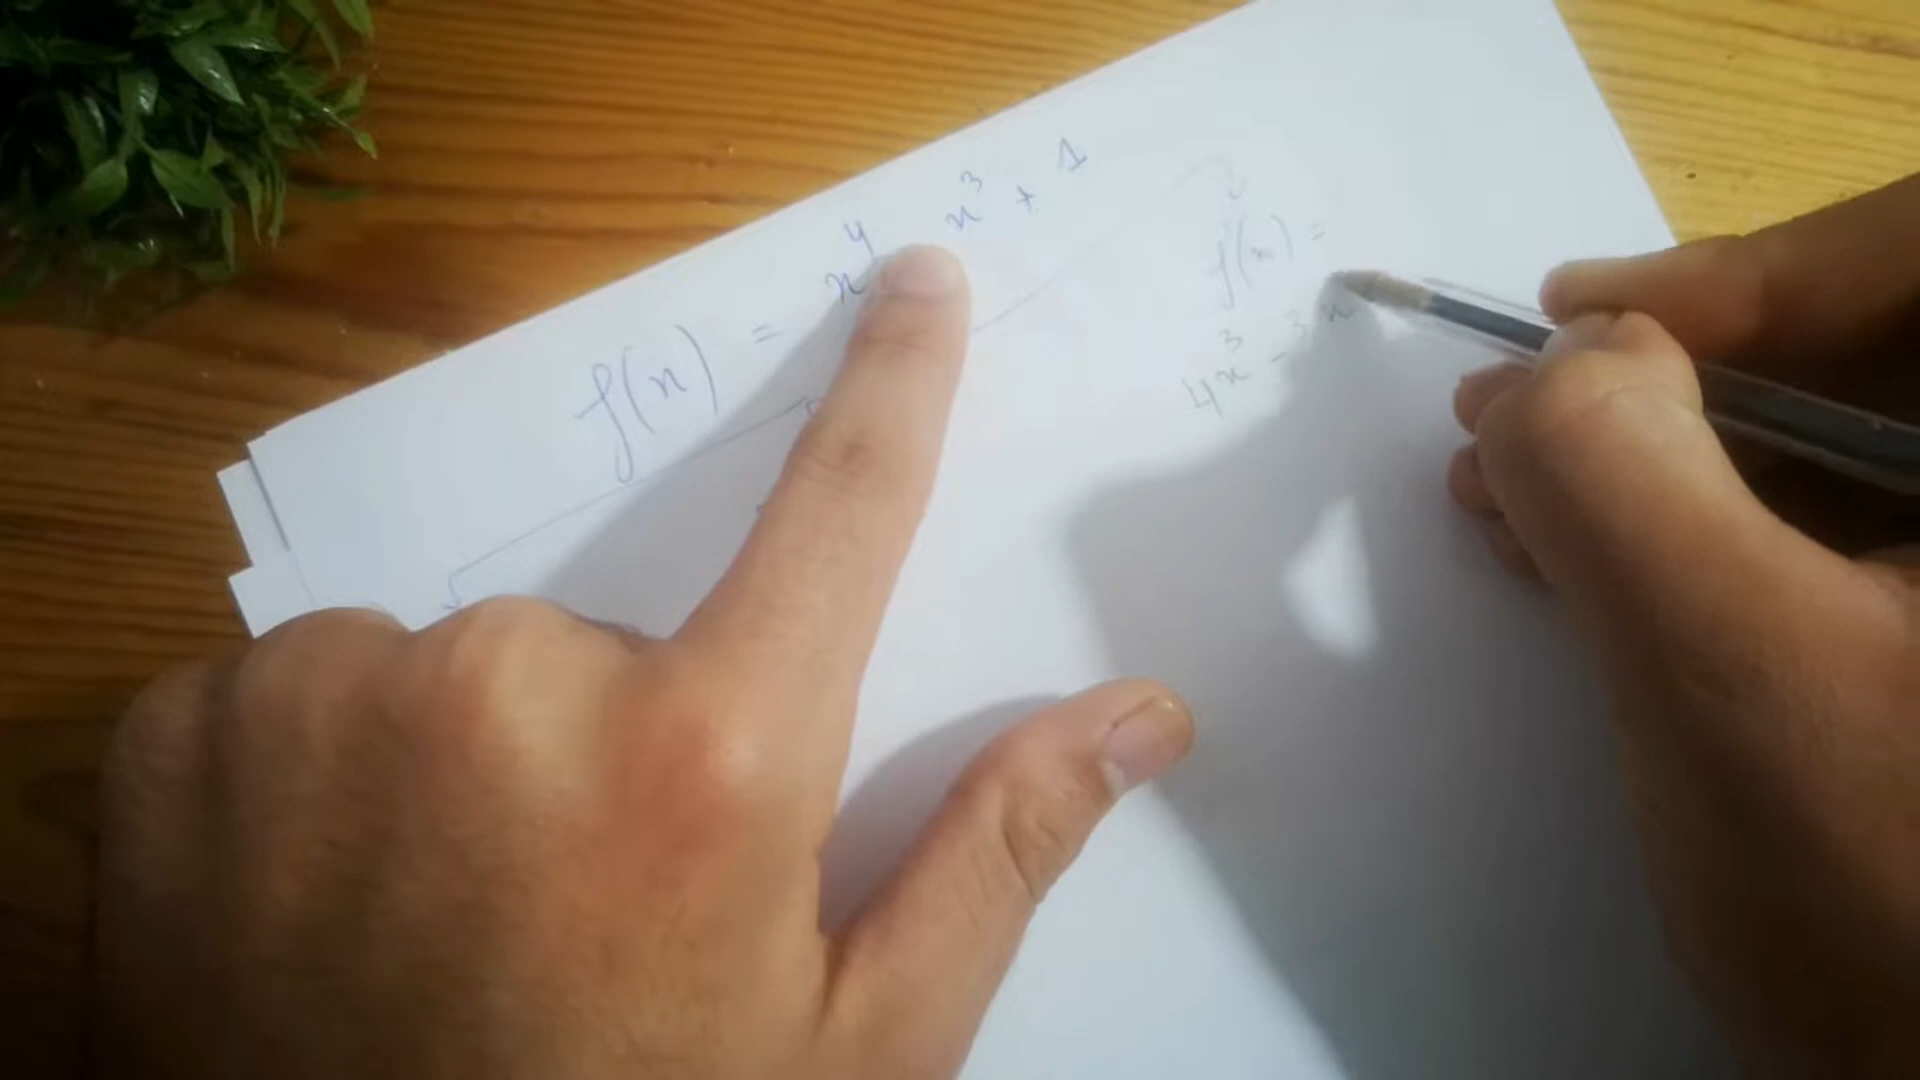 f(x) = x⁴ x³ + 1
f(x) =
4x³ - 3x